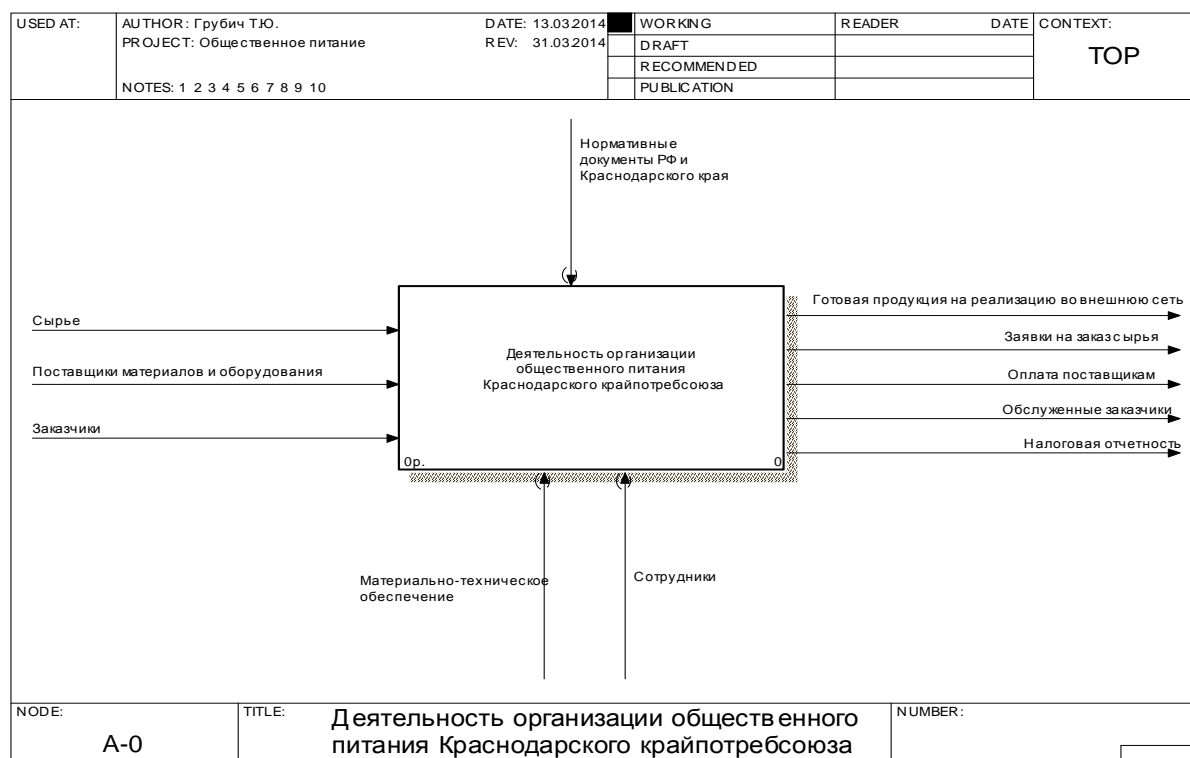 USED AT:
AUTHOR: Грубич Т.Ю.
DATE: 13.03.2014
PROJECT: Общественное питание
REV: 31.03.2014
NOTES: 1 2 3 4 5 6 7 8 9 10
WORKING
DRAFT
RECOMMENDED
PUBLICATION
READER
DATE
CONTEXT:
TOP
Нормативные
документы РФ и
Краснодарского края
Сырье
Поставщики материалов и оборудования
Заказчики
Деятельность организации
общественного питания
Краснодарского крайпотребсоюза
0р.
0
Готовая продукция на реализацию во внешнюю сеть
Заявки на заказ сырья
Оплата поставщикам
Обслуженные заказчики
Налоговая отчетность
Материально-техническое
обеспечение
Сотрудники
NODE:
A-0
TITLE:
Деятельность организации общественного
питания Краснодарского крайпотребсоюза
NUMBER: